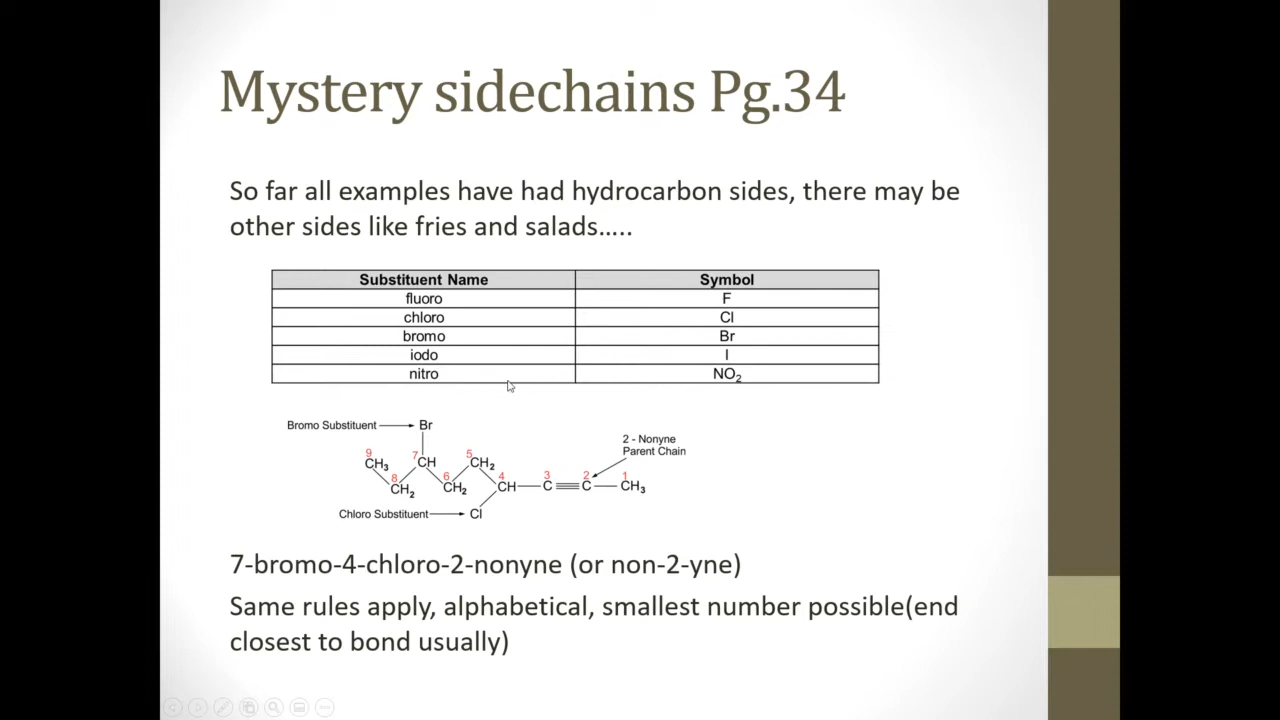 Mystery sidechains Pg.34
So far all examples have had hydrocarbon sides, there may be
other sides like fries and salads…..
Substituent Name Symbol
fluoro F
chloro Cl
bromo Br
iodo I
nitro NO₂
Bromo Substituent Br
2 - Nonyne
Parent Chain
9 7 5
CH₃ CH CH₂
8 6 4 3 2 1
CH₂ CH₂ CH C C CH₃
Chloro Substituent Cl
7-bromo-4-chloro-2-nonyne (or non-2-yne)
Same rules apply, alphabetical, smallest number possible(end
closest to bond usually)